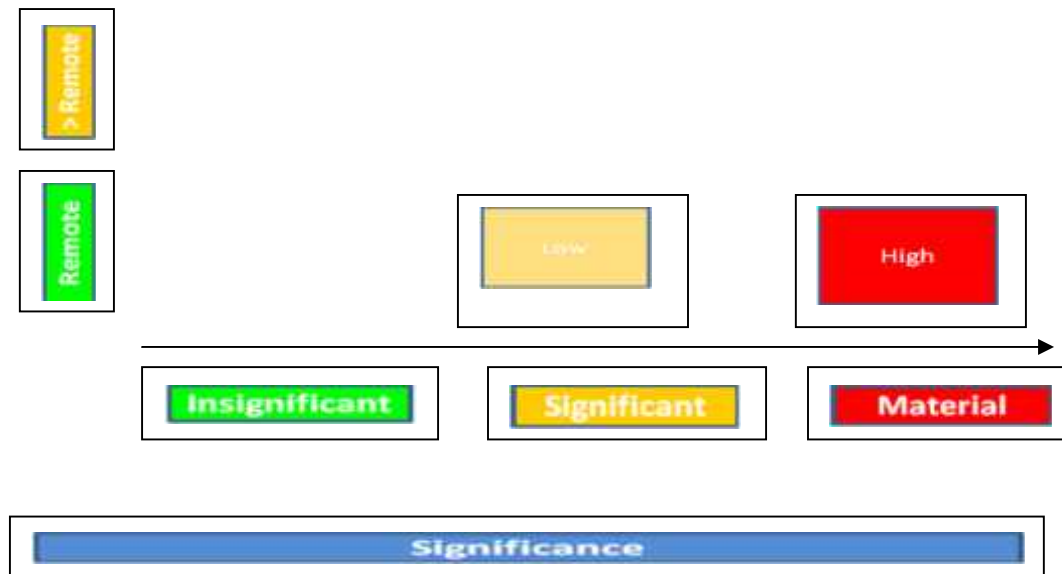 >Remote
Remote
Low
High
Insignificant
Significant
Material
Significance